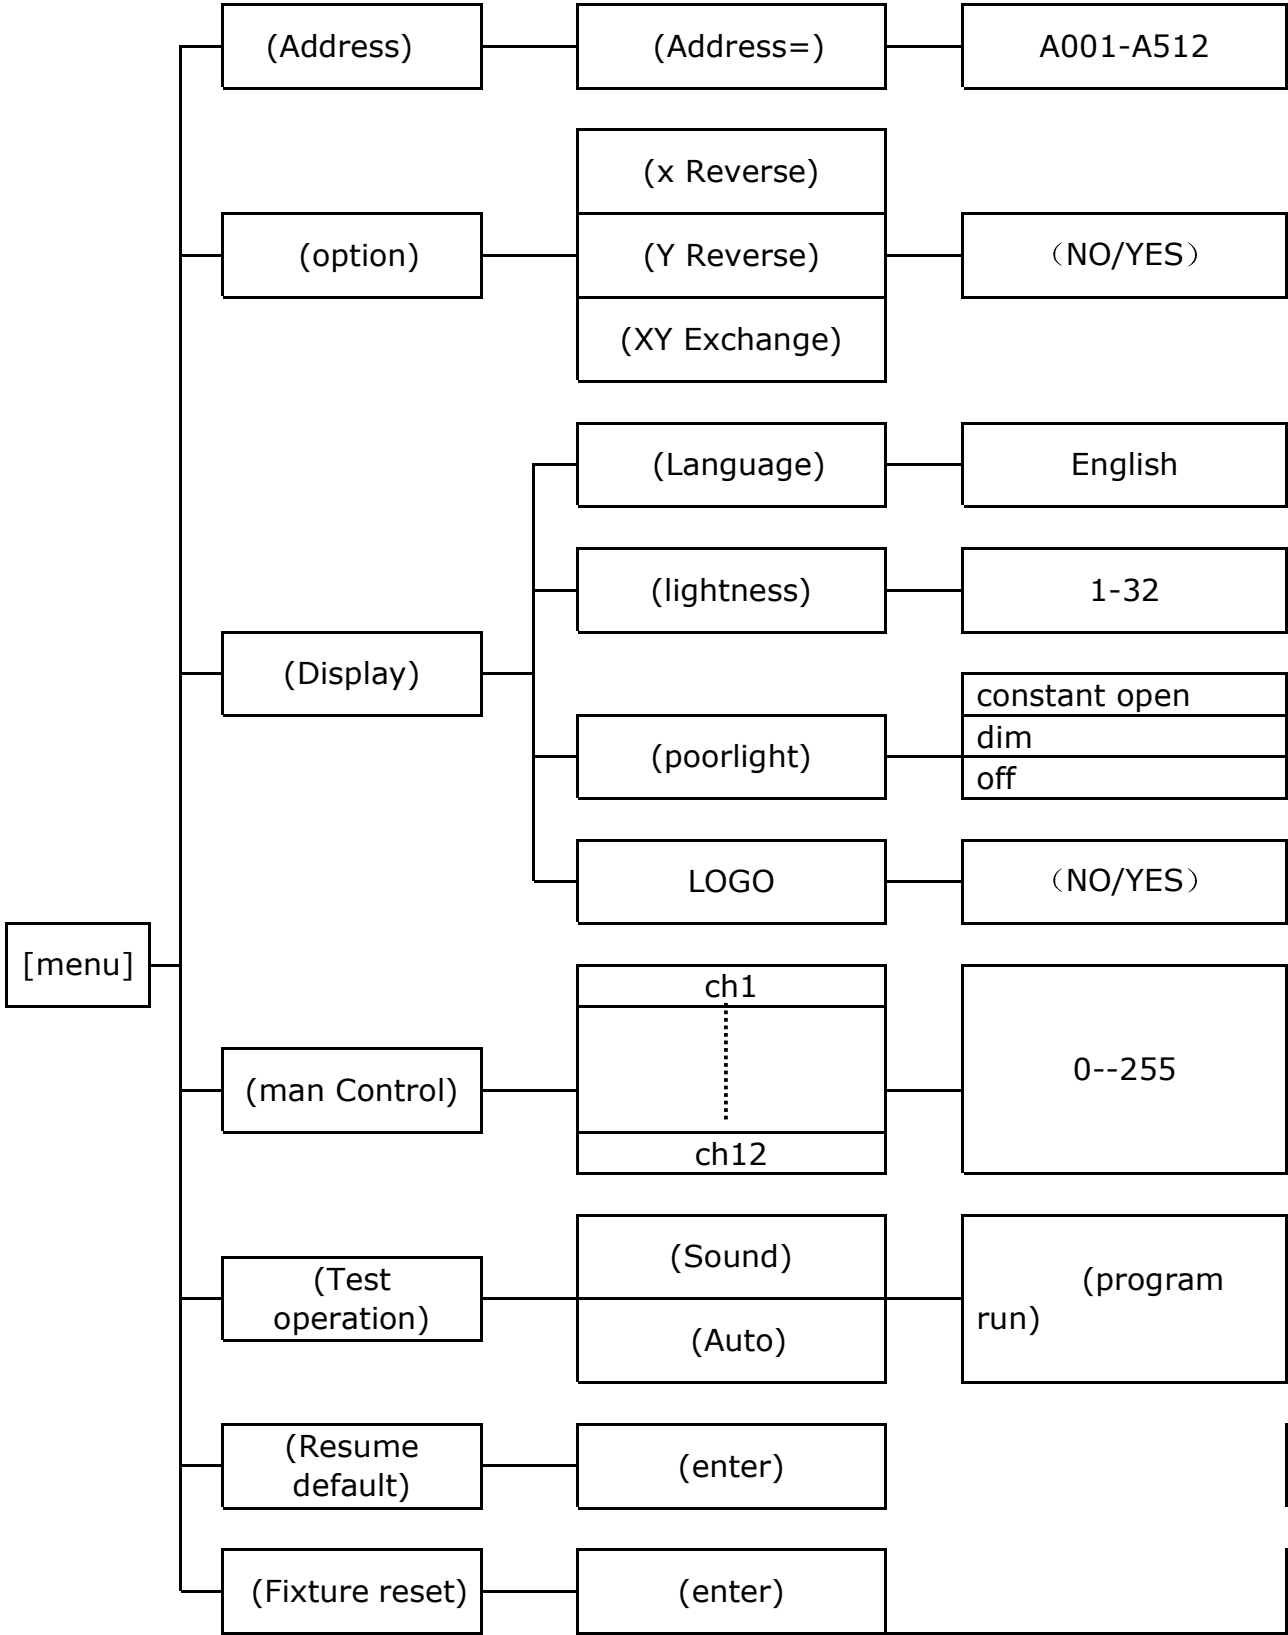 (Address)
(Address=)
A001-A512
(x Reverse)
(option)
(Y Reverse)
（NO/YES）
(XY Exchange)
(Language)
English
(lightness)
1-32
(Display)
constant open
(poorlight)
dim
off
LOGO
（NO/YES）
[menu]
ch1
(man Control)
0--255
ch12
(Sound)
(Test
operation)
(program
run)
(Auto)
(Resume
default)
(enter)
(Fixture reset)
(enter)